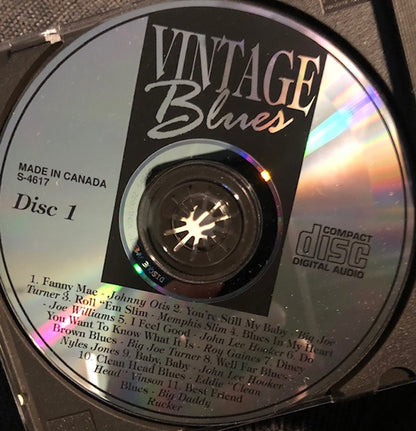 VINTAGE
Blues
MADE IN CANADA
S-4617
Disc 1
COMPACT
disc
DIGITAL AUDIO
1. Fanny Mae - Johnny Otis 2. You're Still My Baby - Big Joe
Turner 3. Roll "Em Slim - Memphis Slim 4. Blues In My Heart
- Joe Williams 5. I Feel Good - John Lee Hooker 6. Do
You Want To Know What It Is - Roy Gaines 7. Dincy
Brown Blues - Big Joe Turner 8. Well Fare Blues -
Nyles Jones 9. Baby, Baby - John Lee Hooker
10. Clean Head Blues - Eddie "Clean
Head" Vinson 11. Best Friend
Blues - Big Daddy
Rucker